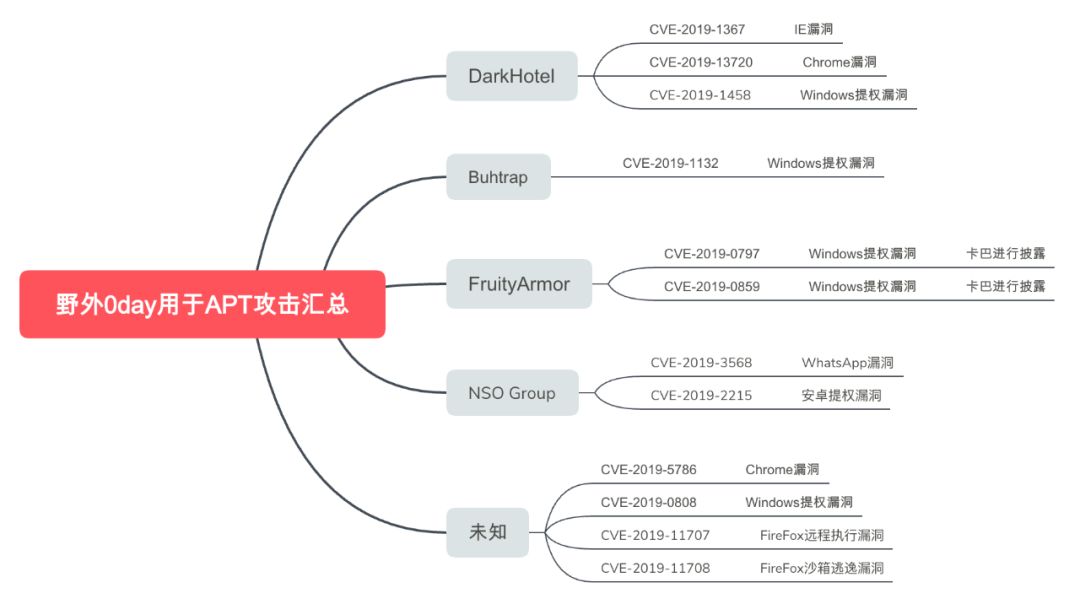 野外0day用于APT攻击汇总
DarkHotel
CVE-2019-1367 IE漏洞
CVE-2019-13720 Chrome漏洞
CVE-2019-1458 Windows提权漏洞
Buhtrap
CVE-2019-1132 Windows提权漏洞
FruityArmor
CVE-2019-0797 Windows提权漏洞 卡巴进行披露
CVE-2019-0859 Windows提权漏洞 卡巴进行披露
NSO Group
CVE-2019-3568 WhatsApp漏洞
CVE-2019-2215 安卓提权漏洞
未知
CVE-2019-5786 Chrome漏洞
CVE-2019-0808 Windows提权漏洞
CVE-2019-11707 FireFox远程执行漏洞
CVE-2019-11708 FireFox沙箱逃逸漏洞